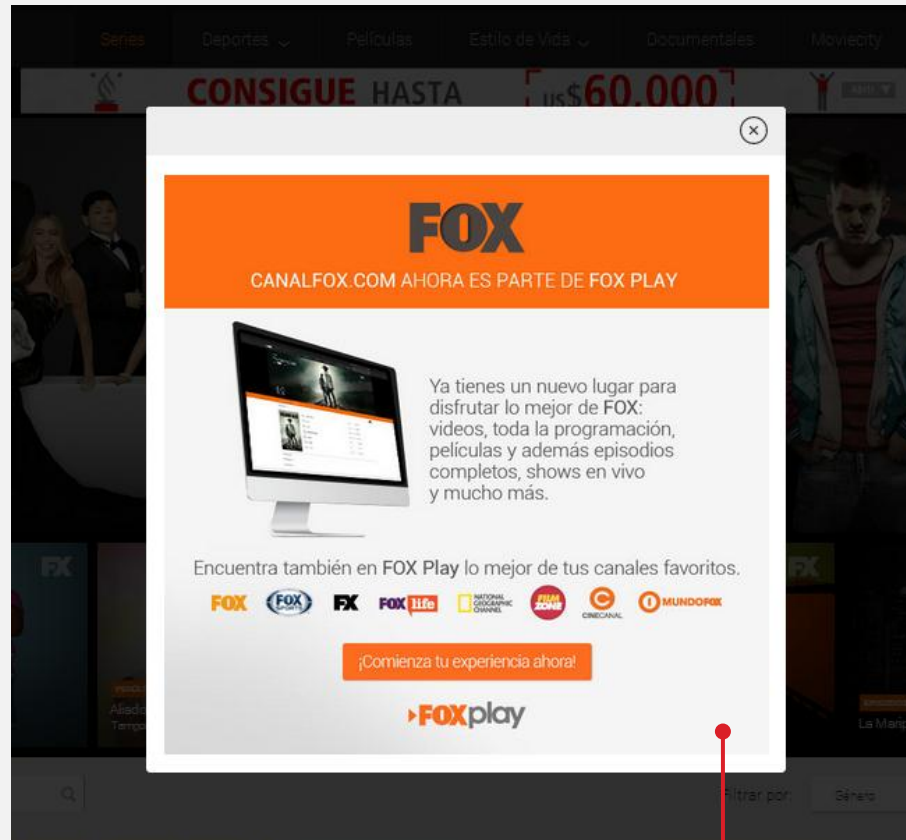 Series Deportes Películas Estilo de Vida Documentales Moviecity
CONSIGUE HASTA US$60.000
FOX
CANALFOX.COM AHORA ES PARTE DE FOX PLAY
Ya tienes un nuevo lugar para
disfrutar lo mejor de FOX:
videos, toda la programación,
películas y además episodios
completos, shows en vivo
y mucho más.
Encuentra también en FOX Play lo mejor de tus canales favoritos.
FOX FOX SPORTS FX FOX life NATIONAL GEOGRAPHIC CHANNEL FILM ZONE CINECANAL MUNDOFOX
¡Comienza tu experiencia ahora!
FOXplay
FX
FX
Aliado
Tempo
La Marip
Filtrar por: Género